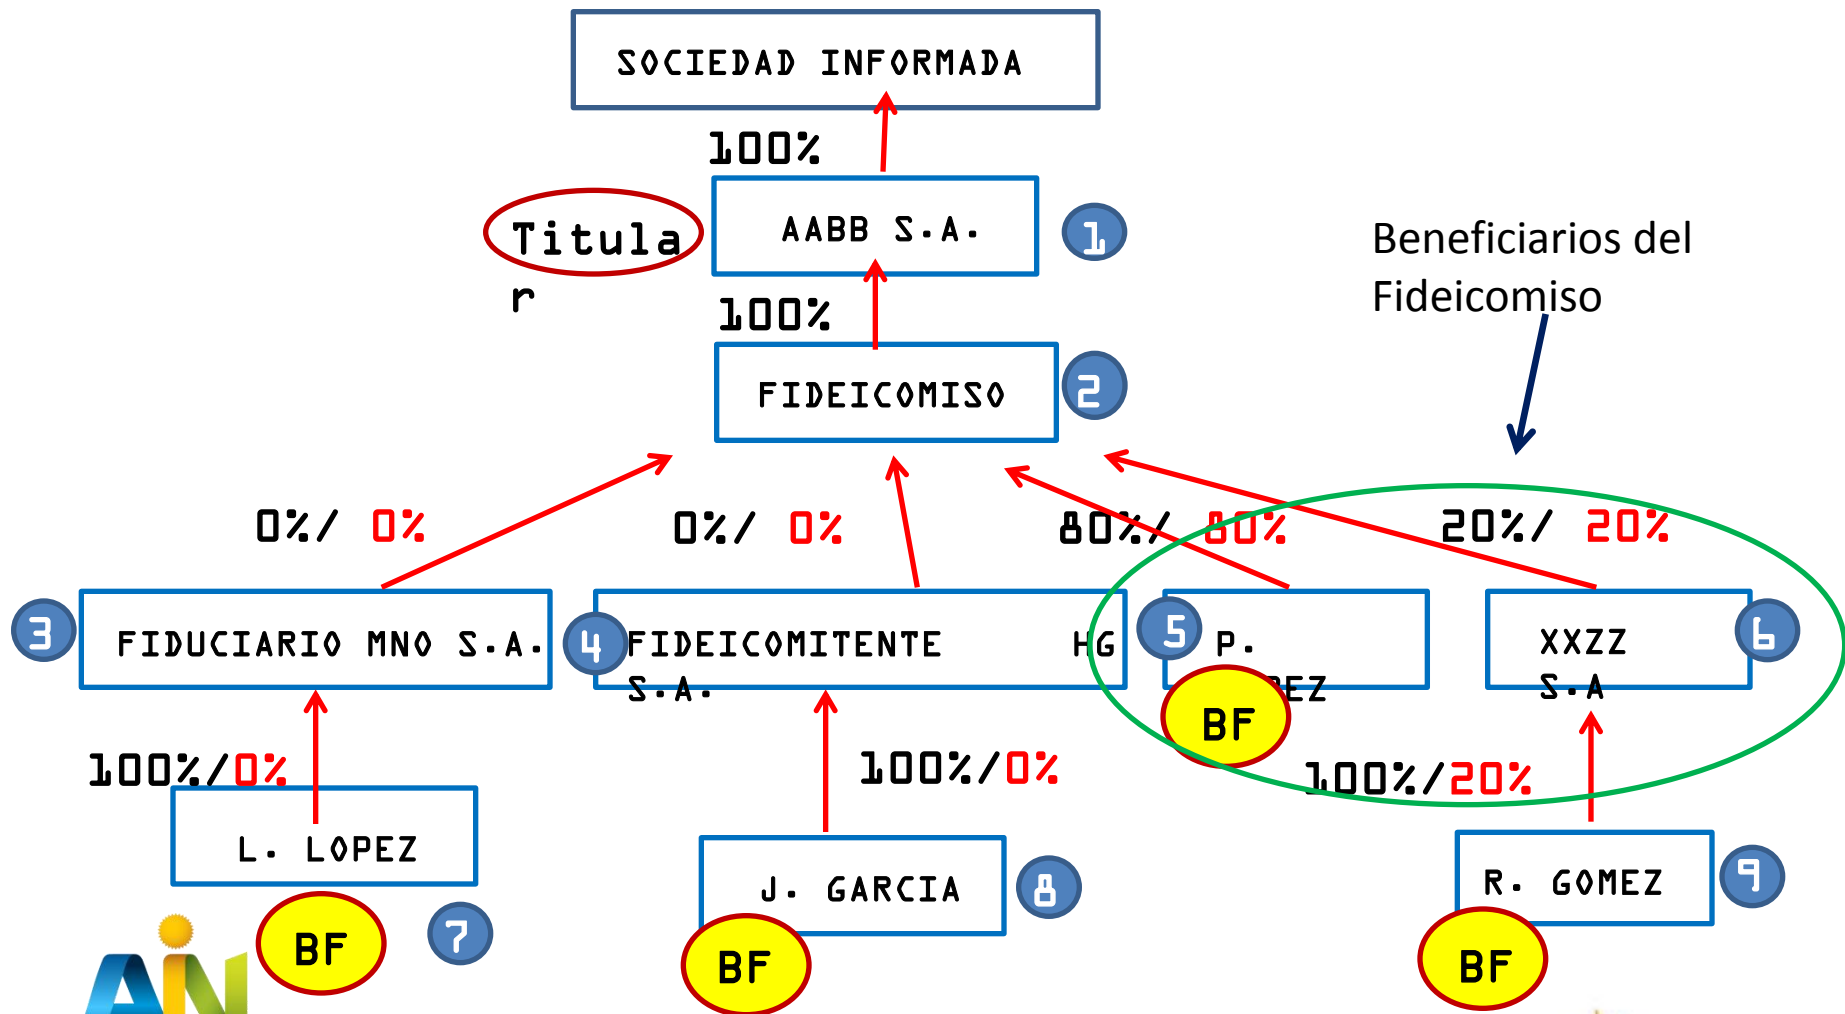 SOCIEDAD INFORMADA
100%
Titula
r
AABB S.A.
1
Beneficiarios del
Fideicomiso
100%
FIDEICOMISO
2
0%/ 0%
0%/ 0%
80%/ 80%
20%/ 20%
3
FIDUCIARIO MNO S.A.
4
FIDEICOMITENTE HG
S.A.
5
P.
EZ
XXZZ
S.A
6
BF
100%/0%
100%/0%
100%/20%
L. LOPEZ
J. GARCIA
8
R. GOMEZ
9
BF
7
BF
BF
AIN